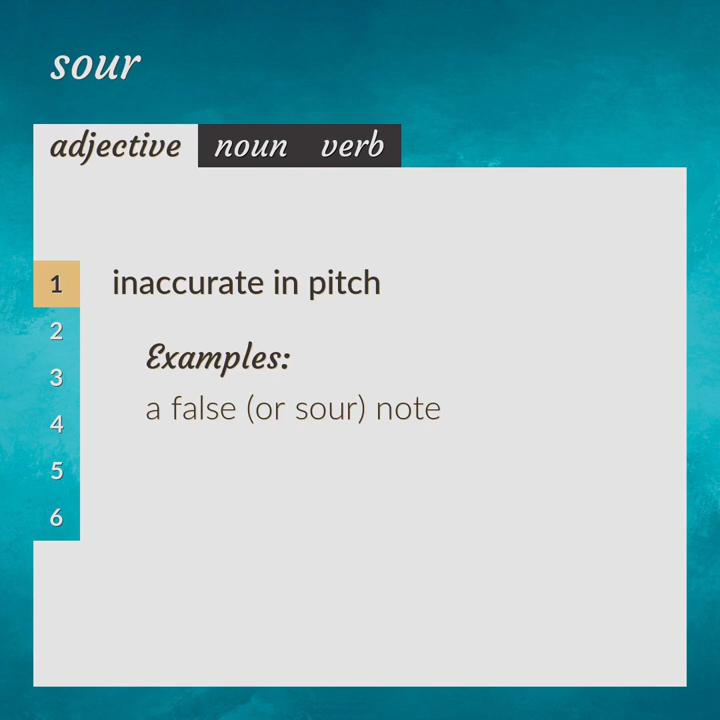 sour
adjective noun verb
1 inaccurate in pitch
2
Examples:
3
a false (or sour) note
4
5
6